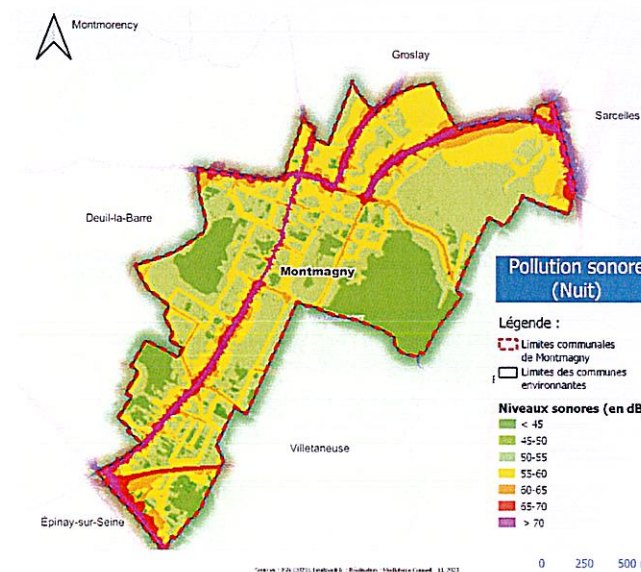 Montmorency
Groslay
Sarcelles
Deuil-la-Barre
Montmagny
Pollution sonore
(Nuit)
Légende :
Limites communales
de Montmagny
Limites des communes
environnantes
Villetaneuse
Niveaux sonores (en dB
< 45
45-50
50-55
55-60
60-65
65-70
> 70
Épinay-sur-Seine
0 250 500